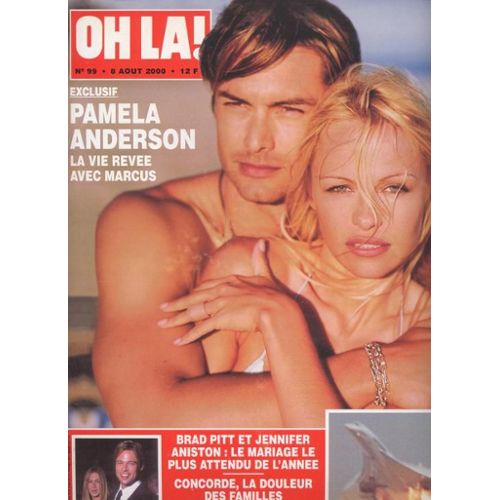 OH LA!
N° 99 • 8 AOUT 2000 • 12 F
EXCLUSIF
PAMELA
ANDERSON
LA VIE REVEE
AVEC MARCUS
BRAD PITT ET JENNIFER
ANISTON : LE MARIAGE LE
PLUS ATTENDU DE L'ANNEE
CONCORDE, LA DOULEUR
DES FAMILLES